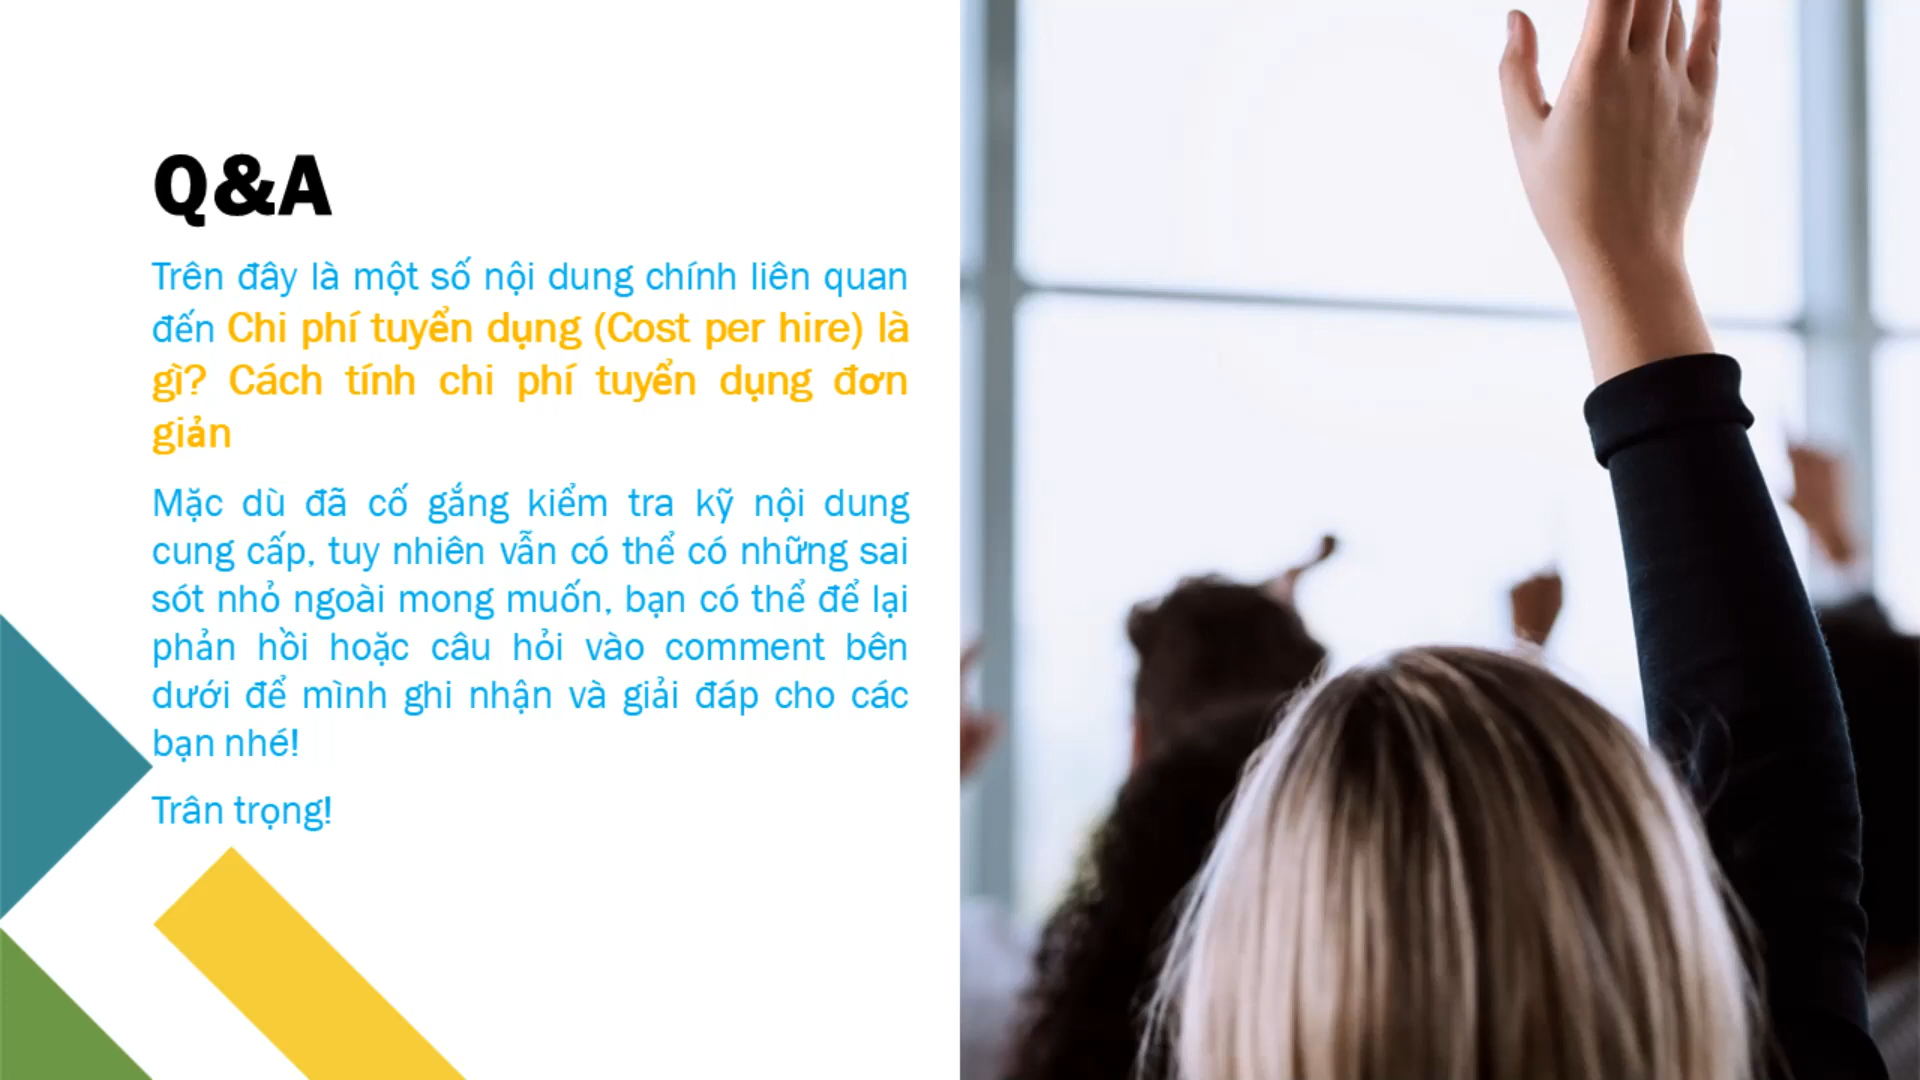 Q&A
Trên đây là một số nội dung chính liên quan
đến Chi phí tuyển dụng (Cost per hire) là
gì? Cách tính chi phí tuyển dụng đơn
giản
Mặc dù đã cố gắng kiểm tra kỹ nội dung
cung cấp, tuy nhiên vẫn có thể có những sai
sót nhỏ ngoài mong muốn, bạn có thể để lại
phản hồi hoặc câu hỏi vào comment bên
dưới để mình ghi nhận và giải đáp cho các
bạn nhé!
Trân trọng!